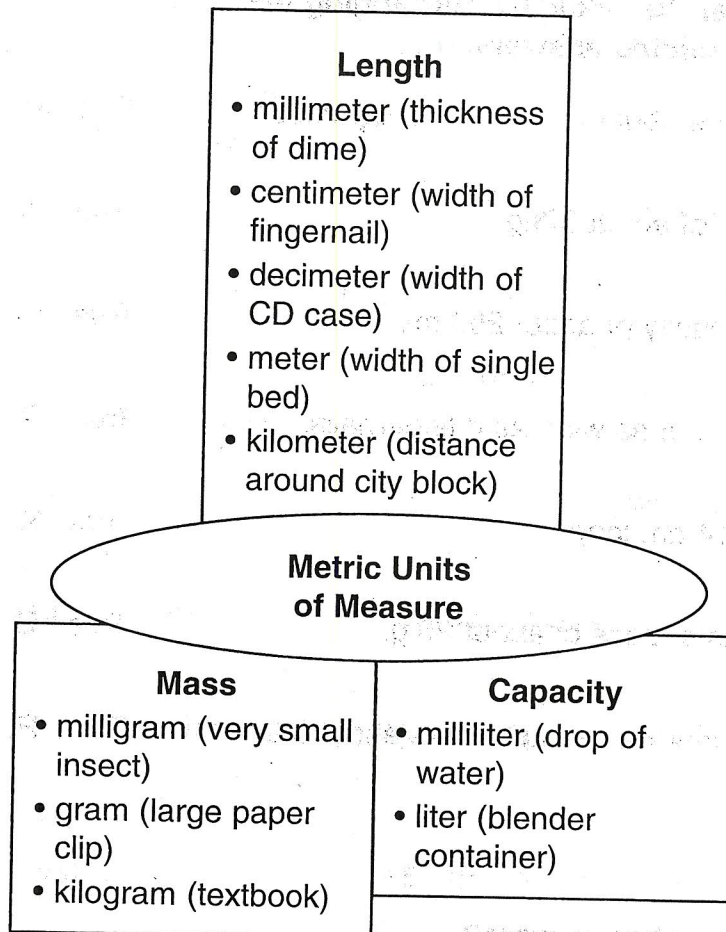 Length
• millimeter (thickness
of dime)
• centimeter (width of
fingernail)
• decimeter (width of
CD case)
• meter (width of single
bed)
• kilometer (distance
around city block)
Metric Units
of Measure
Mass
• milligram (very small
insect)
• gram (large paper
clip)
• kilogram (textbook)
Capacity
• milliliter (drop of
water)
• liter (blender
container)